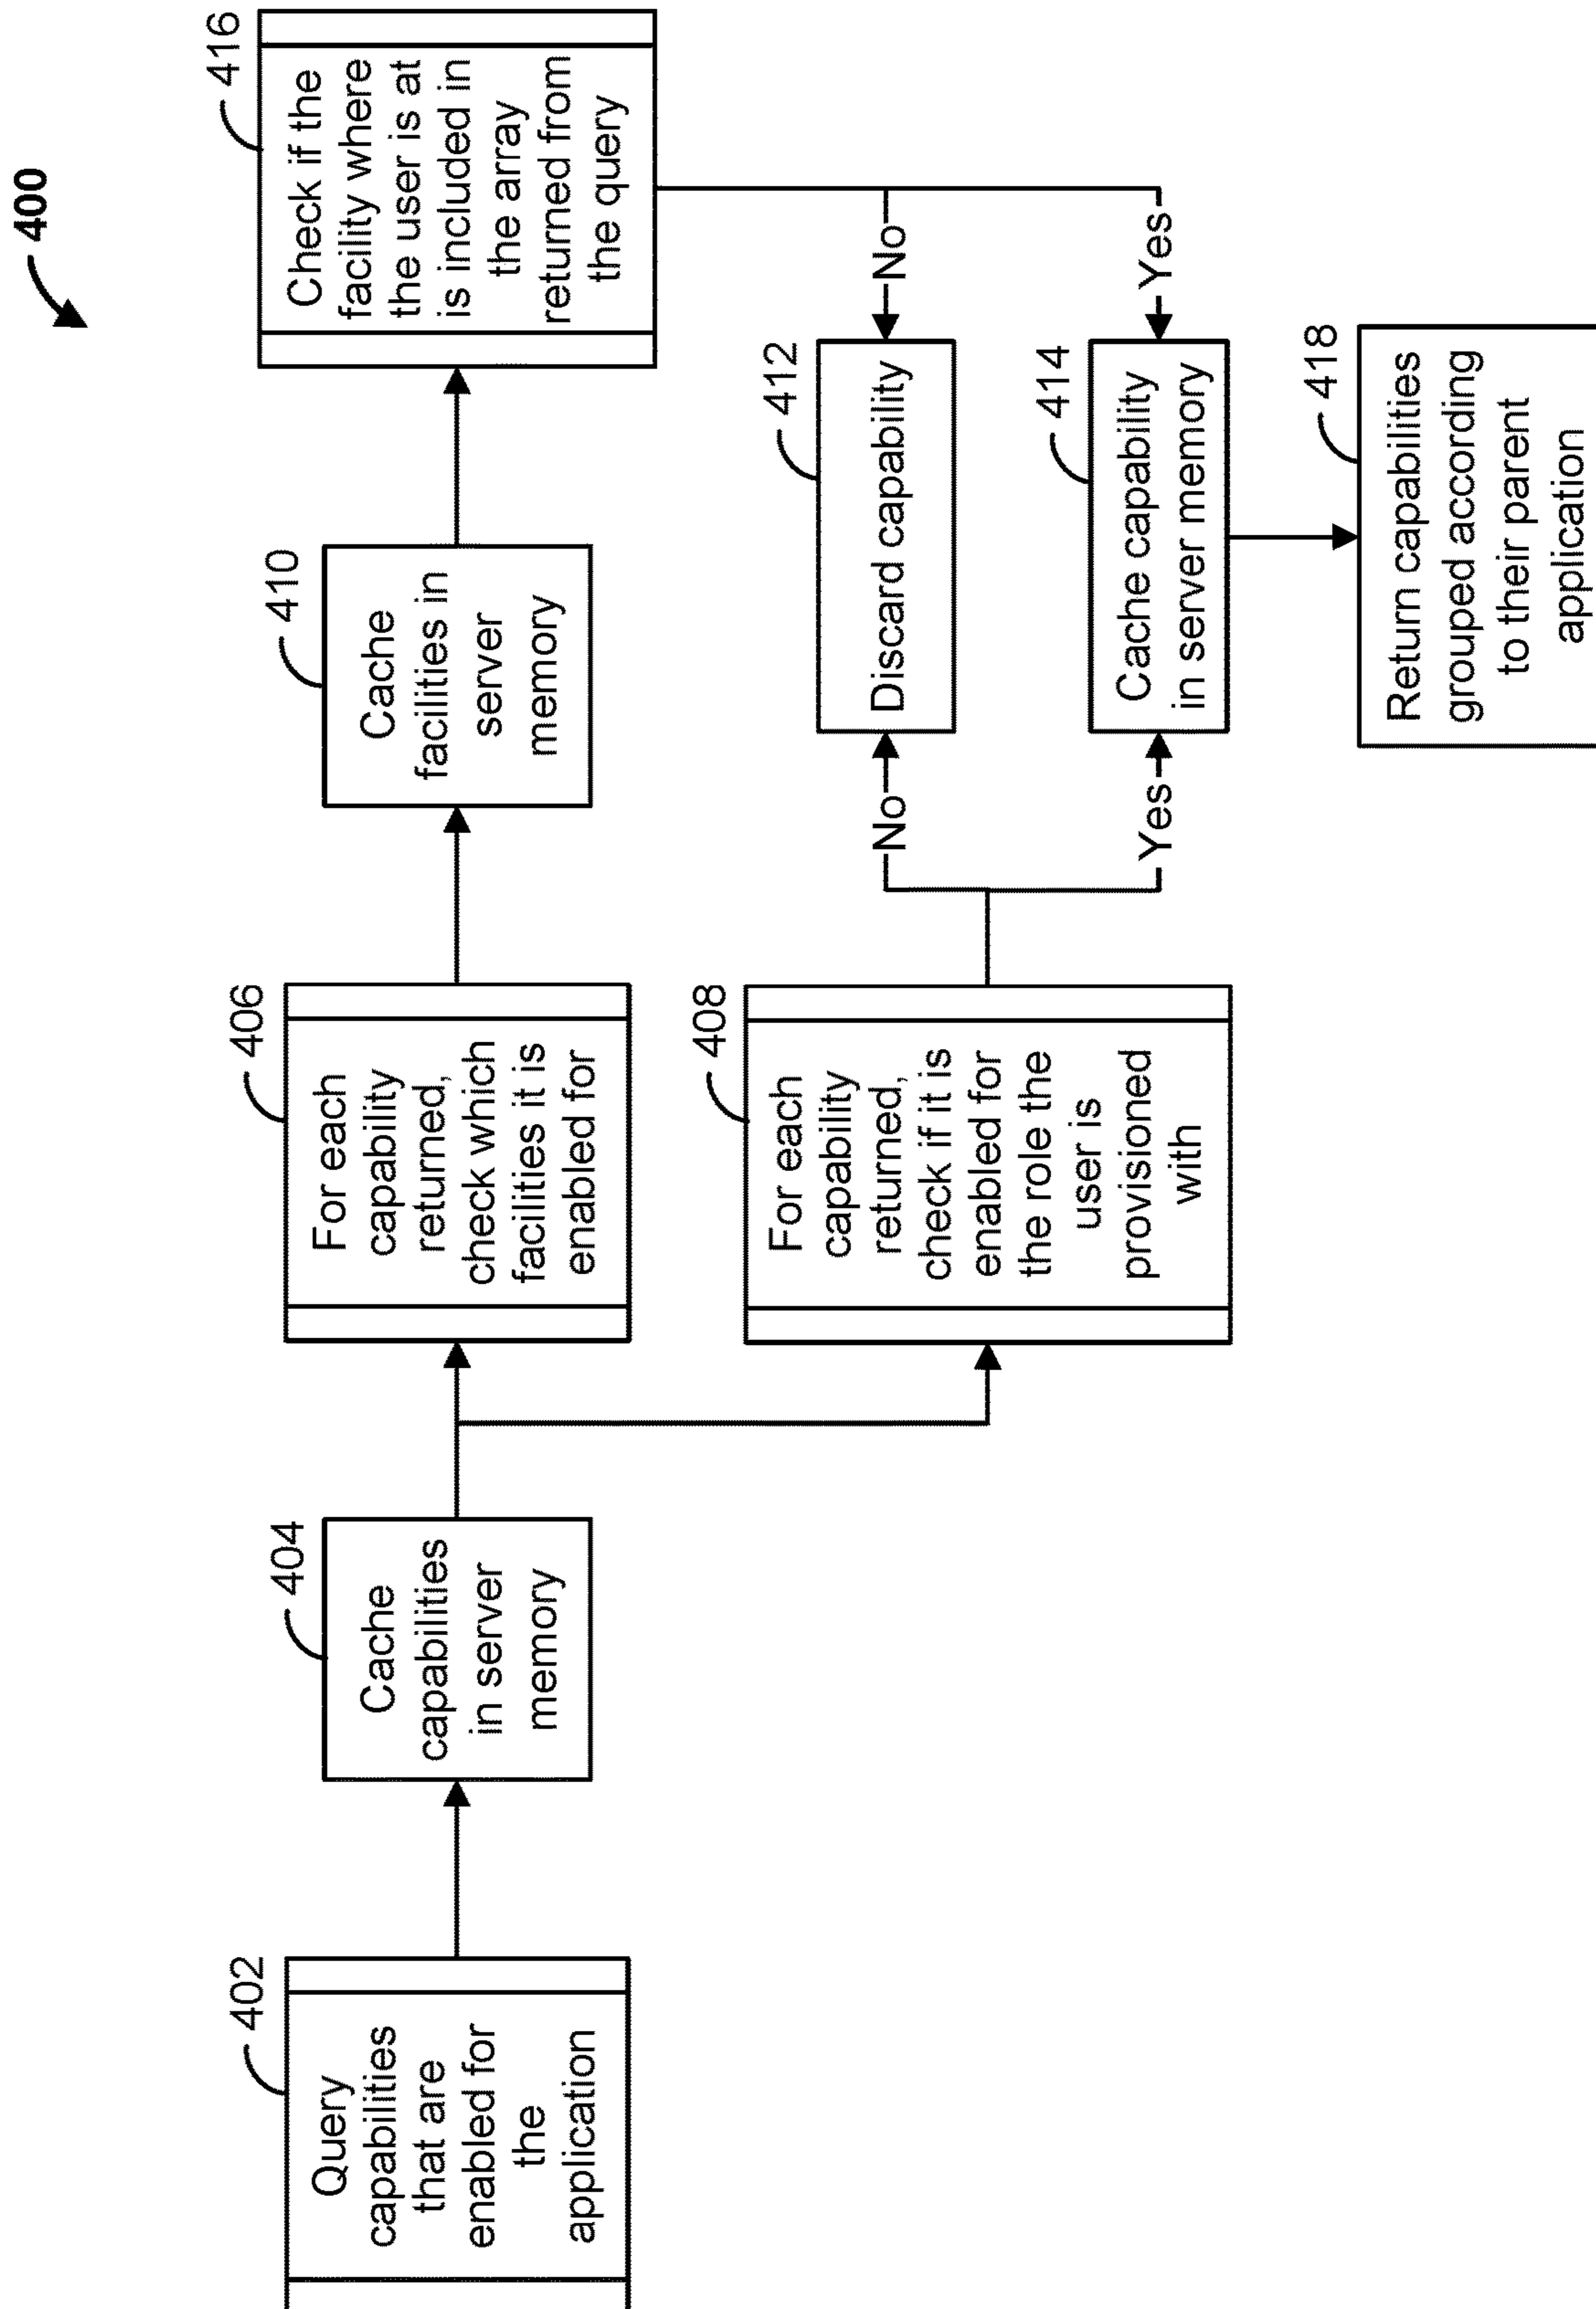 400
402
Query
capabilities
that are
enabled for
the
application
404
Cache
capabilities
in server
memory
406
For each
capability
returned,
check which
facilities it is
enabled for
408
For each
capability
returned,
check if it is
enabled for
the role the
user is
provisioned
with
410
Cache
facilities in
server
memory
416
Check if the
facility where
the user is at
is included in
the array
returned from
the query
No
Yes
412
Discard capability
No
414
Cache capability
in server memory
Yes
418
Return capabilities
grouped according
to their parent
application